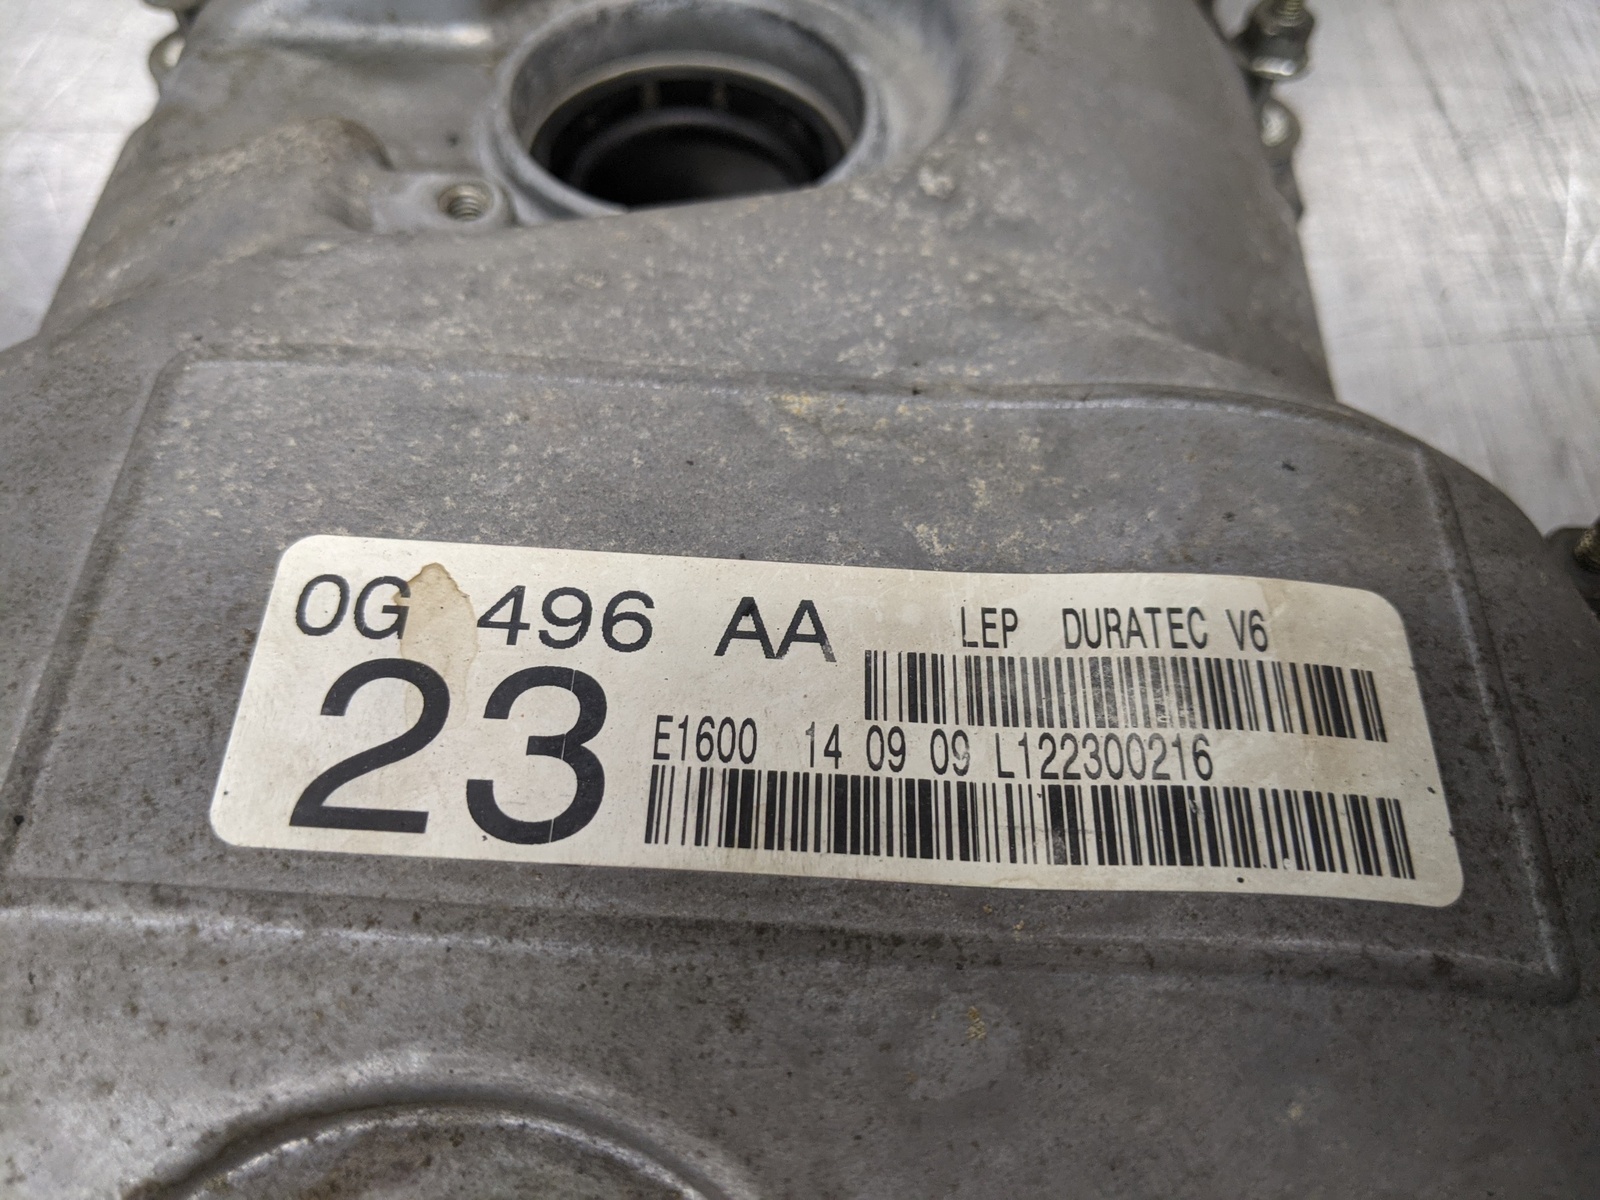 0G 496 AA
LEP DURATEC V6
23
E1600 14 09 09 L122300216